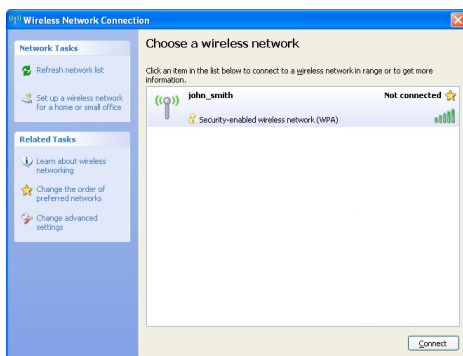 Wireless Network Connection
Network Tasks
Refresh network list
Set up a wireless network
for a home or small office
Related Tasks
Learn about wireless
networking
Change the order of
preferred networks
Change advanced
settings
Choose a wireless network
Click an item in the list below to connect to a wireless network in range or to get more
information.
john_smith
Not connected
Security-enabled wireless network (WPA)
Connect